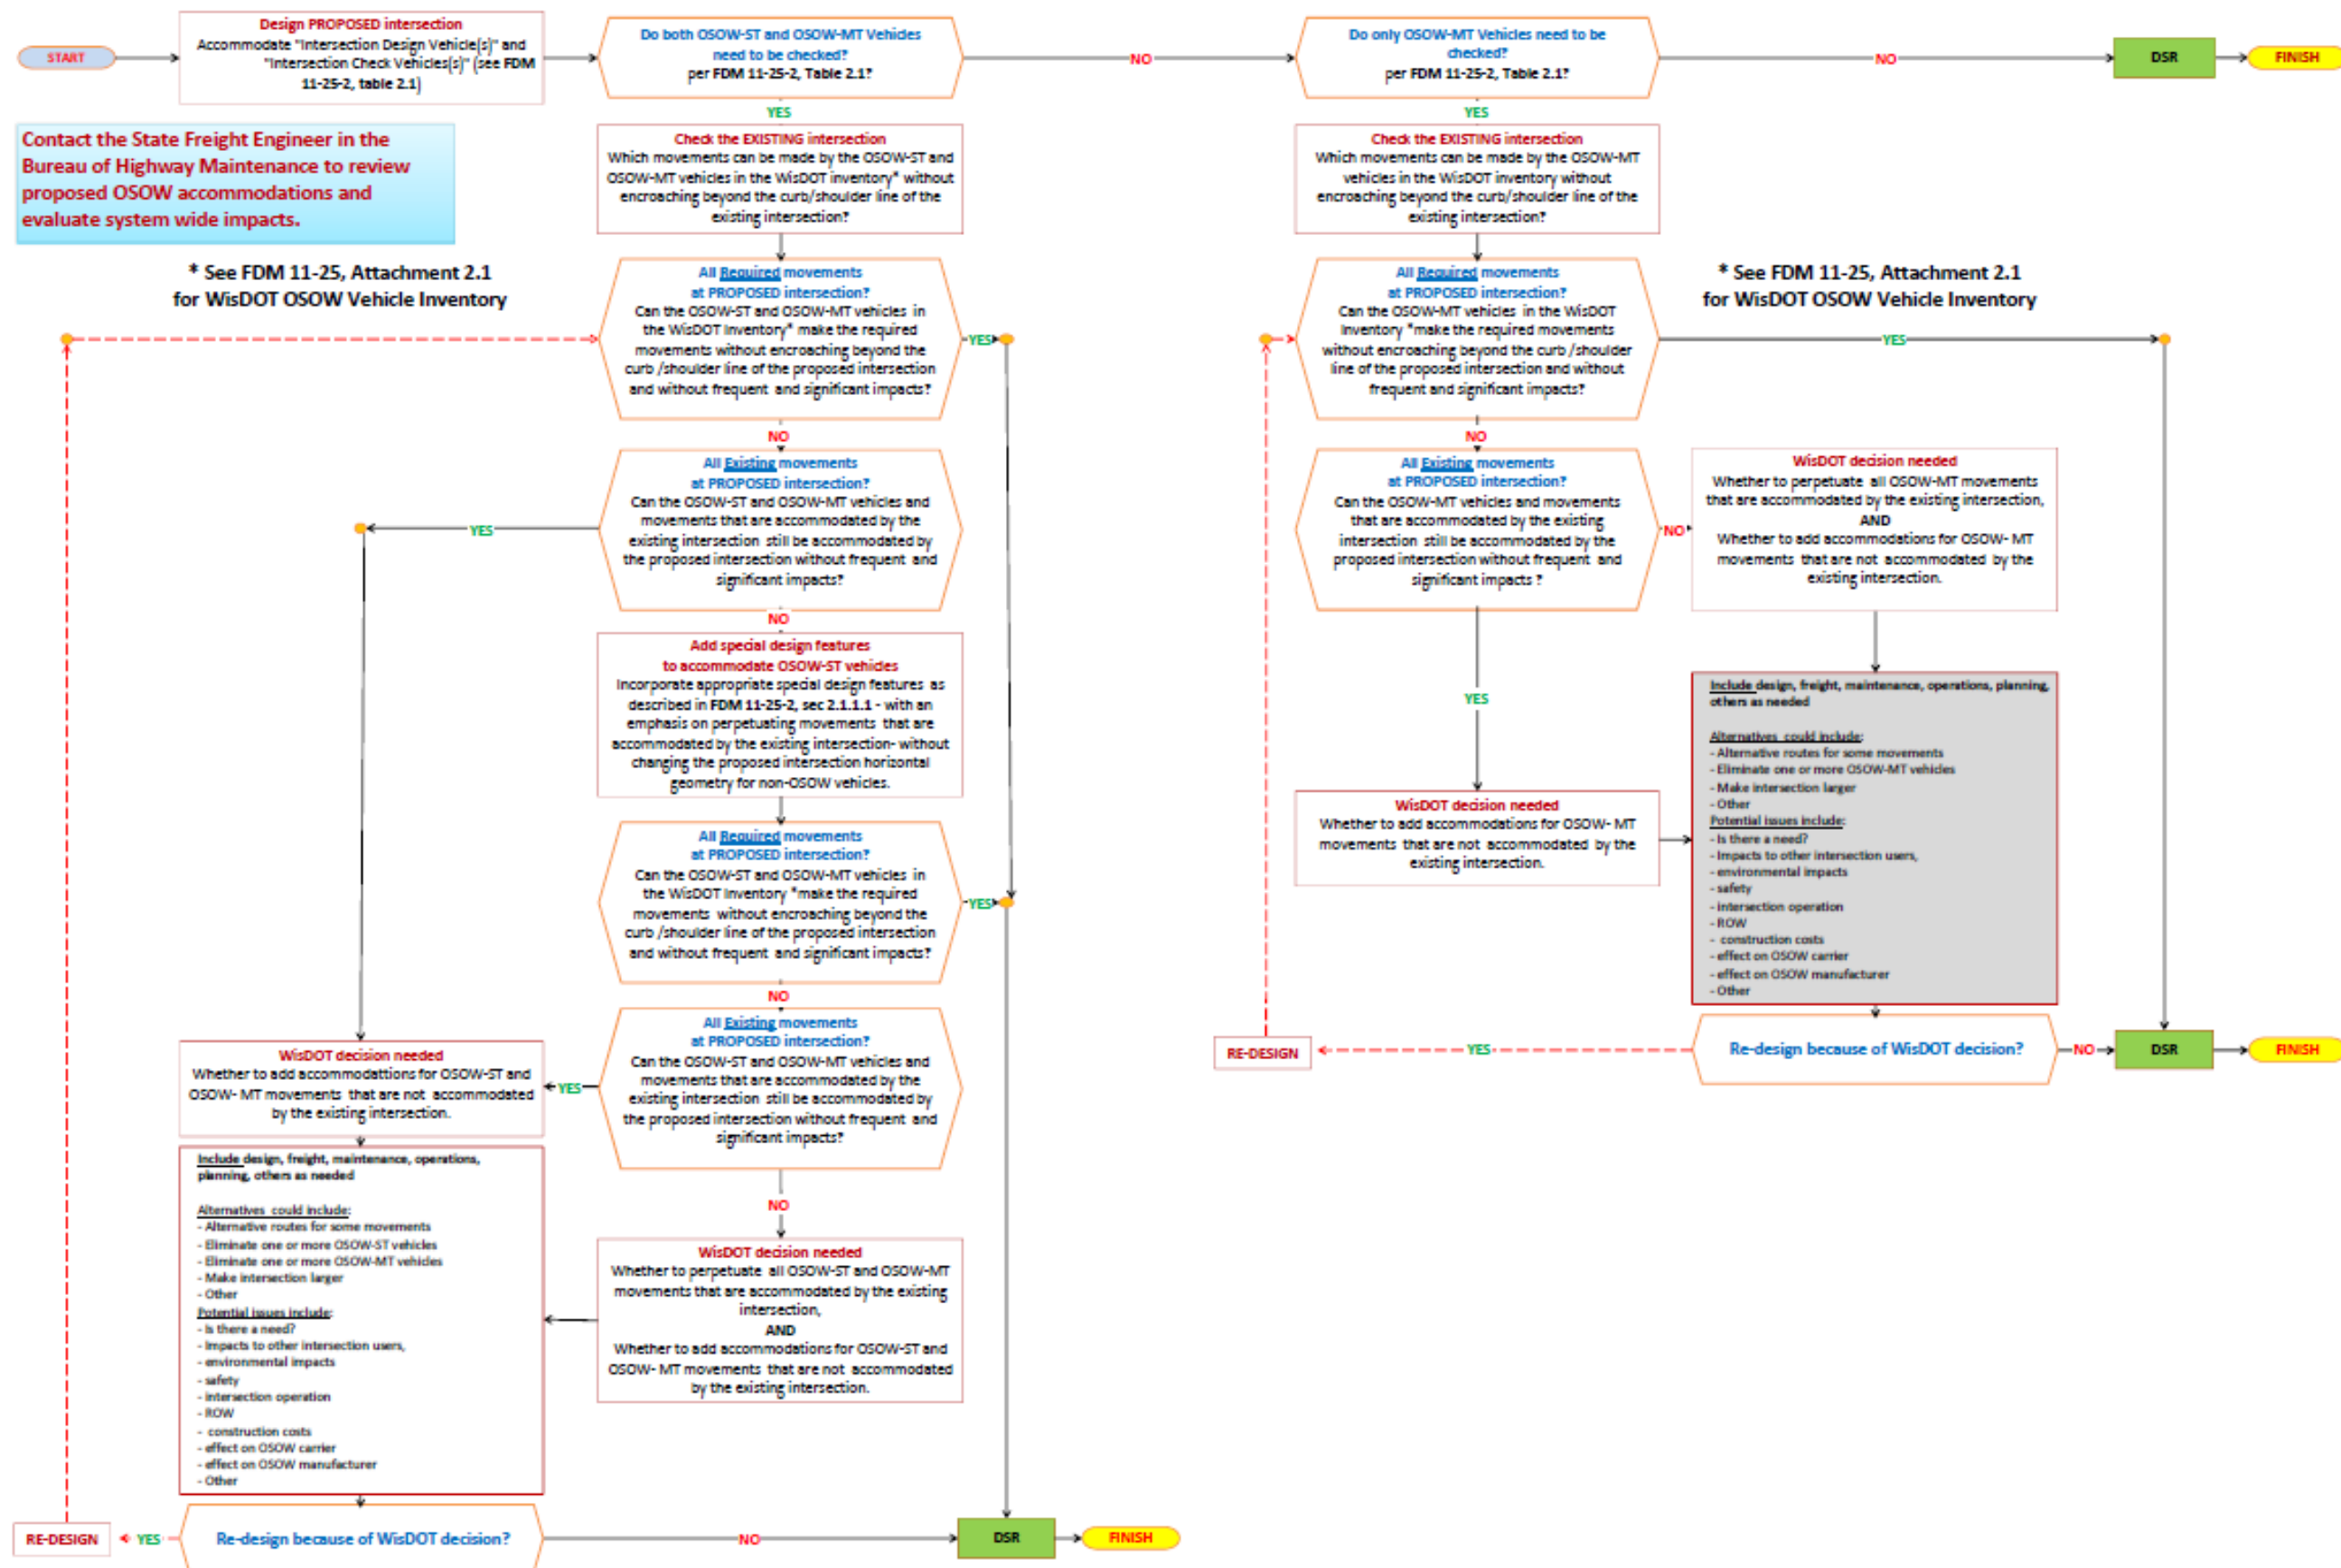 START
Design PROPOSED intersection
Accommodate "Intersection Design Vehicle(s)" and
"Intersection Check Vehicles(s)" (see FDM
11-25-2, table 2.1)
Do both OSOW-ST and OSOW-MT Vehicles
need to be checked?
per FDM 11-25-2, Table 2.1?
NO
Do only OSOW-MT Vehicles need to be
checked?
per FDM 11-25-2, Table 2.1?
NO
DSR
FINISH
YES
YES
Contact the State Freight Engineer in the
Bureau of Highway Maintenance to review
proposed OSOW accommodations and
evaluate system wide impacts.
* See FDM 11-25, Attachment 2.1
for WisDOT OSOW Vehicle Inventory
Check the EXISTING intersection
Which movements can be made by the OSOW-ST and
OSOW-MT vehicles in the WisDOT inventory* without
encroaching beyond the curb/shoulder line of the
existing intersection?
All Required movements
at PROPOSED intersection?
Can the OSOW-ST and OSOW-MT vehicles in
the WisDOT Inventory* make the required
movements without encroaching beyond the
curb /shoulder line of the proposed intersection
and without frequent and significant impacts?
YES
NO
All Existing movements
at PROPOSED intersection?
Can the OSOW-ST and OSOW-MT vehicles and
movements that are accommodated by the
existing intersection still be accommodated by
the proposed intersection without frequent and
significant impacts?
YES
NO
Add special design features
to accommodate OSOW-ST vehicles
Incorporate appropriate special design features as
described in FDM 11-25-2, sec 2.1.1.1 - with an
emphasis on perpetuating movements that are
accommodated by the existing intersection- without
changing the proposed intersection horizontal
geometry for non-OSOW vehicles.
All Required movements
at PROPOSED intersection?
Can the OSOW-ST and OSOW-MT vehicles in
the WisDOT Inventory *make the required
movements without encroaching beyond the
curb /shoulder line of the proposed intersection
and without frequent and significant impacts?
YES
NO
All Existing movements
at PROPOSED intersection?
Can the OSOW-ST and OSOW-MT vehicles and
movements that are accommodated by the
existing intersection still be accommodated by
the proposed intersection without frequent and
significant impacts?
YES
NO
WisDOT decision needed
Whether to add accommodattions for OSOW-ST and
OSOW- MT movements that are not accommodated
by the existing intersection.
WisDOT decision needed
Whether to perpetuate all OSOW-ST and OSOW-MT
movements that are accommodated by the existing
intersection,
AND
Whether to add accommodations for OSOW-ST and
OSOW- MT movements that are not accommodated
by the existing intersection.
Include design, freight, maintenance, operations,
planning, others as needed
Alternatives could include:
- Alternative routes for some movements
- Eliminate one or more OSOW-ST vehicles
- Eliminate one or more OSOW-MT vehicles
- Make intersection larger
- Other
Potential issues include:
- Is there a need?
- Impacts to other intersection users,
- environmental impacts
- safety
- intersection operation
- ROW
- construction costs
- effect on OSOW carrier
- effect on OSOW manufacturer
- Other
RE-DESIGN
YES
Re-design because of WisDOT decision?
NO
DSR
FINISH
Check the EXISTING intersection
Which movements can be made by the OSOW-MT
vehicles in the WisDOT inventory without
encroaching beyond the curb/shoulder line of the
existing intersection?
* See FDM 11-25, Attachment 2.1
for WisDOT OSOW Vehicle Inventory
All Required movements
at PROPOSED intersection?
Can the OSOW-MT vehicles in the WisDOT
Inventory *make the required movements
without encroaching beyond the curb /shoulder
line of the proposed intersection and without
frequent and significant impacts?
YES
NO
All Existing movements
at PROPOSED intersection?
Can the OSOW-MT vehicles and movements
that are accommodated by the existing
intersection still be accommodated by the
proposed intersection without frequent and
significant impacts ?
NO
YES
WisDOT decision needed
Whether to perpetuate all OSOW-MT movements
that are accommodated by the existing intersection,
AND
Whether to add accommodations for OSOW- MT
movements that are not accommodated by the
existing intersection.
WisDOT decision needed
Whether to add accommodations for OSOW- MT
movements that are not accommodated by the
existing intersection.
Include design, freight, maintenance, operations, planning,
others as needed
Alternatives could include:
- Alternative routes for some movements
- Eliminate one or more OSOW-MT vehicles
- Make intersection larger
- Other
Potential issues include:
- Is there a need?
- Impacts to other intersection users,
- environmental impacts
- safety
- intersection operation
- ROW
- construction costs
- effect on OSOW carrier
- effect on OSOW manufacturer
- Other
RE-DESIGN
YES
Re-design because of WisDOT decision?
NO
DSR
FINISH